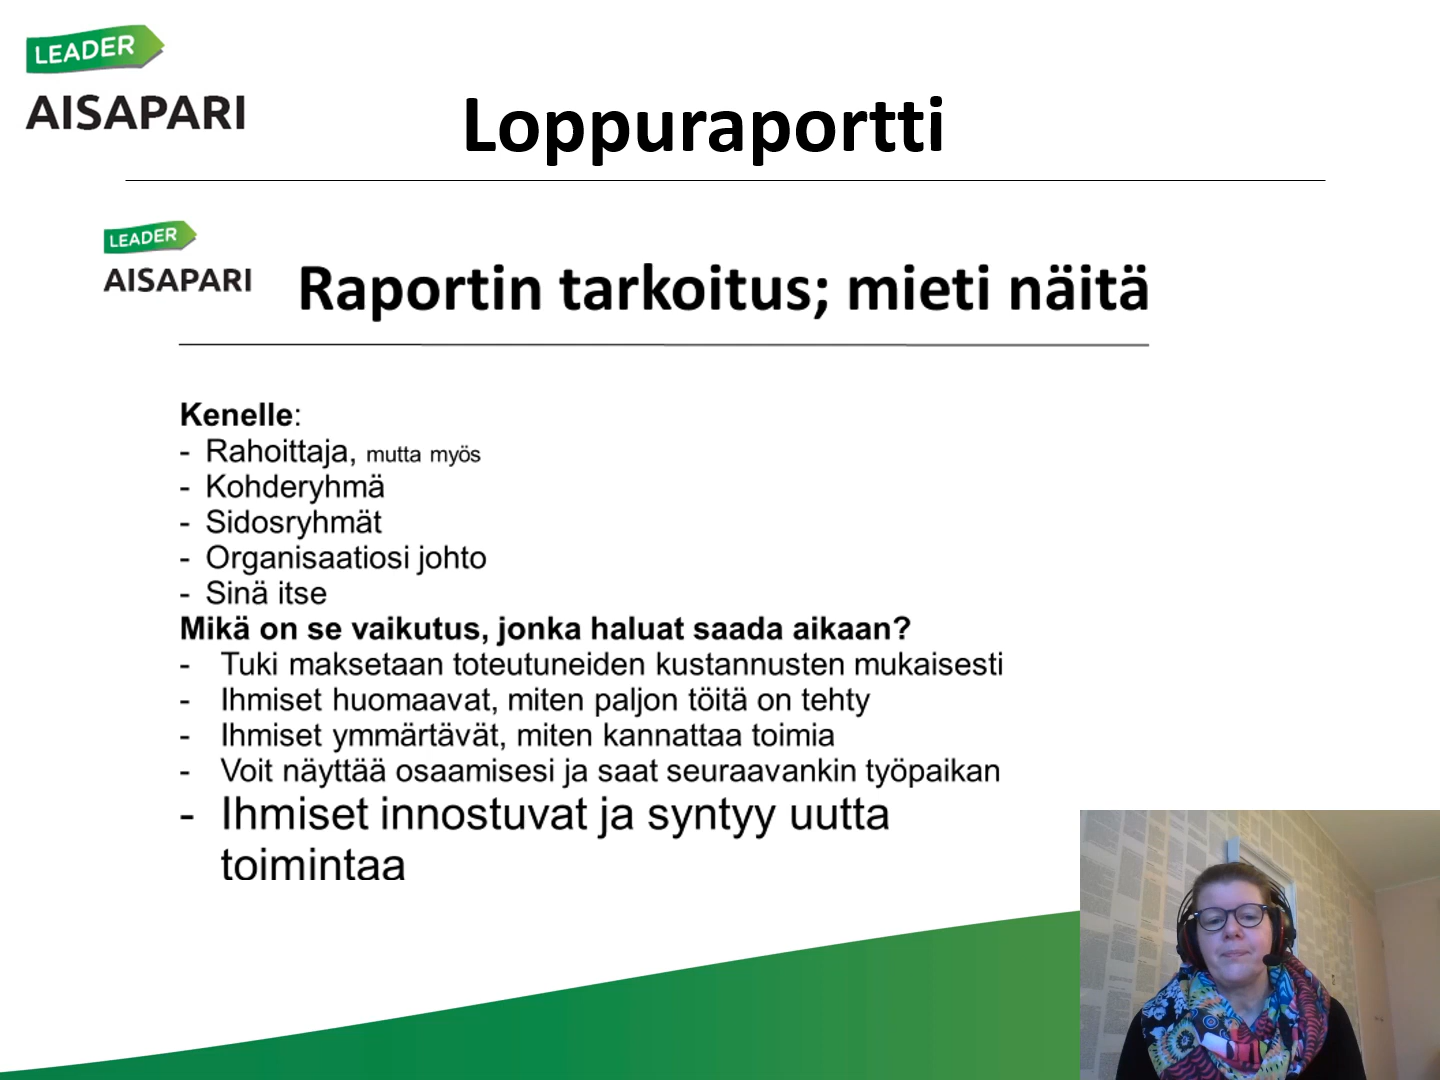 LEADER
AISAPARI
Loppuraportti
LEADER
AISAPARI
Raportin tarkoitus; mieti näitä
Kenelle:
- Rahoittaja, mutta myös
- Kohderyhmä
- Sidosryhmät
- Organisaatiosi johto
- Sinä itse
Mikä on se vaikutus, jonka haluat saada aikaan?
- Tuki maksetaan toteutuneiden kustannusten mukaisesti
- Ihmiset huomaavat, miten paljon töitä on tehty
- Ihmiset ymmärtävät, miten kannattaa toimia
- Voit näyttää osaamisesi ja saat seuraavankin työpaikan
- Ihmiset innostuvat ja syntyy uutta
toimintaa